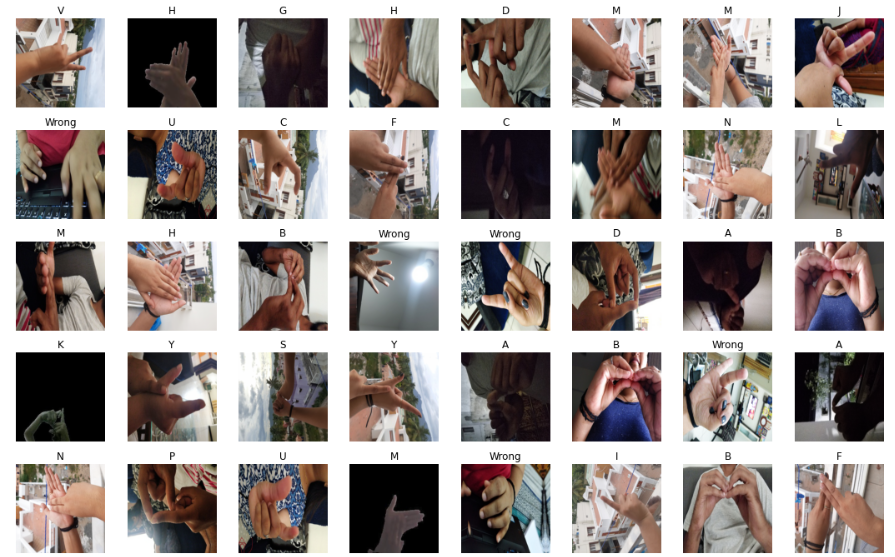 V H G H D M M J
Wrong U C F C M N L
M H B Wrong Wrong D A B
K Y S Y A B Wrong A
N P U M Wrong I B F